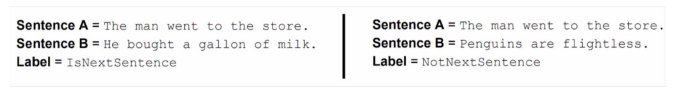 Sentence A = The man went to the store.
Sentence B = He bought a gallon of milk.
Label = IsNextSentence
Sentence A = The man went to the store.
Sentence B = Penguins are flightless.
Label = NotNextSentence